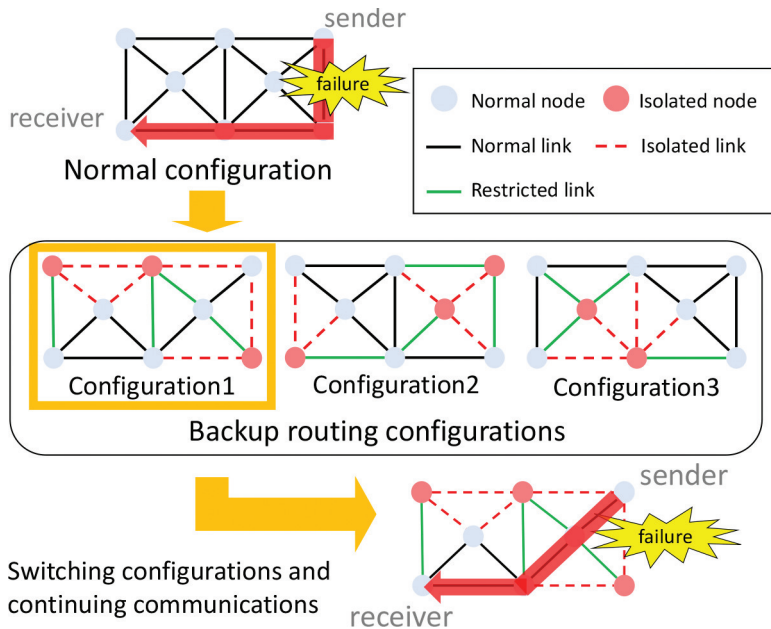 sender
failure
receiver
Normal configuration
Normal node
Isolated node
Normal link
Isolated link
Restricted link
Configuration1
Configuration2
Configuration3
Backup routing configurations
sender
failure
Switching configurations and
continuing communications
receiver